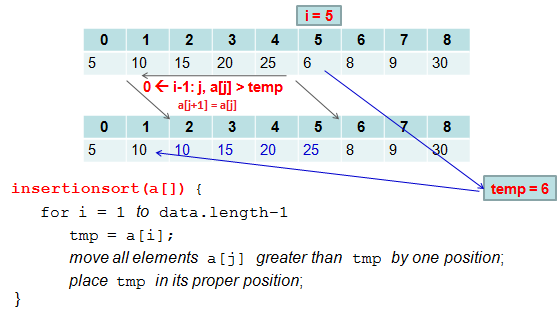 i = 5
0 1 2 3 4 5 6 7 8
5 10 15 20 25 6 8 9 30
0 ← i-1: j, a[j] > temp
a[j+1] = a[j]
0 1 2 3 4 5 6 7 8
5 10 10 15 20 25 8 9 30
temp = 6
insertionsort(a[]) {
for i = 1 to data.length-1
tmp = a[i];
move all elements a[j] greater than tmp by one position;
place tmp in its proper position;
}